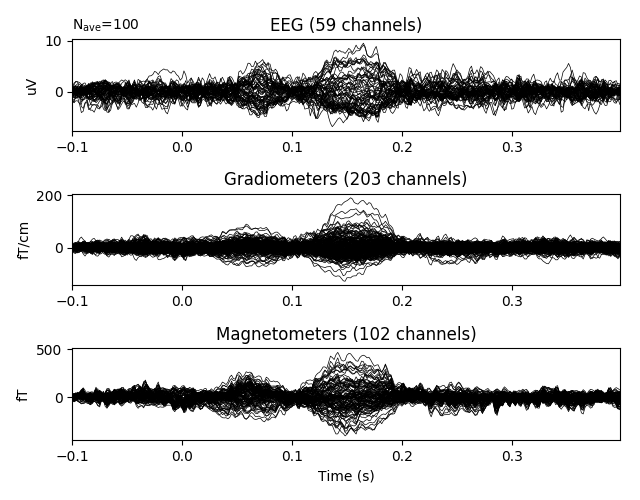 Nave=100
EEG (59 channels)
10
uV
0
−0.1 0.0 0.1 0.2 0.3
Gradiometers (203 channels)
200
fT/cm
0
−0.1 0.0 0.1 0.2 0.3
Magnetometers (102 channels)
500
fT
0
−0.1 0.0 0.1 0.2 0.3
Time (s)